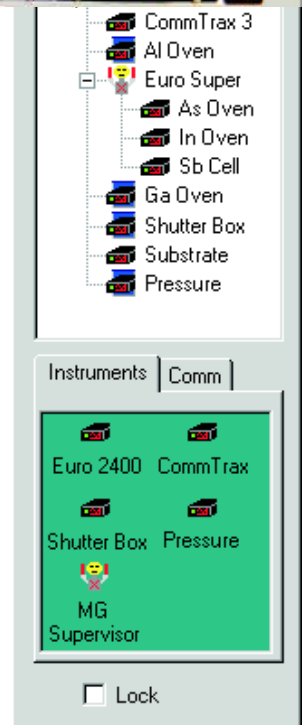 CommTrax 3
Al Oven
Euro Super
As Oven
In Oven
Sb Cell
Ga Oven
Shutter Box
Substrate
Pressure
Instruments Comm
Euro 2400 CommTrax
Shutter Box Pressure
MG
Supervisor
Lock